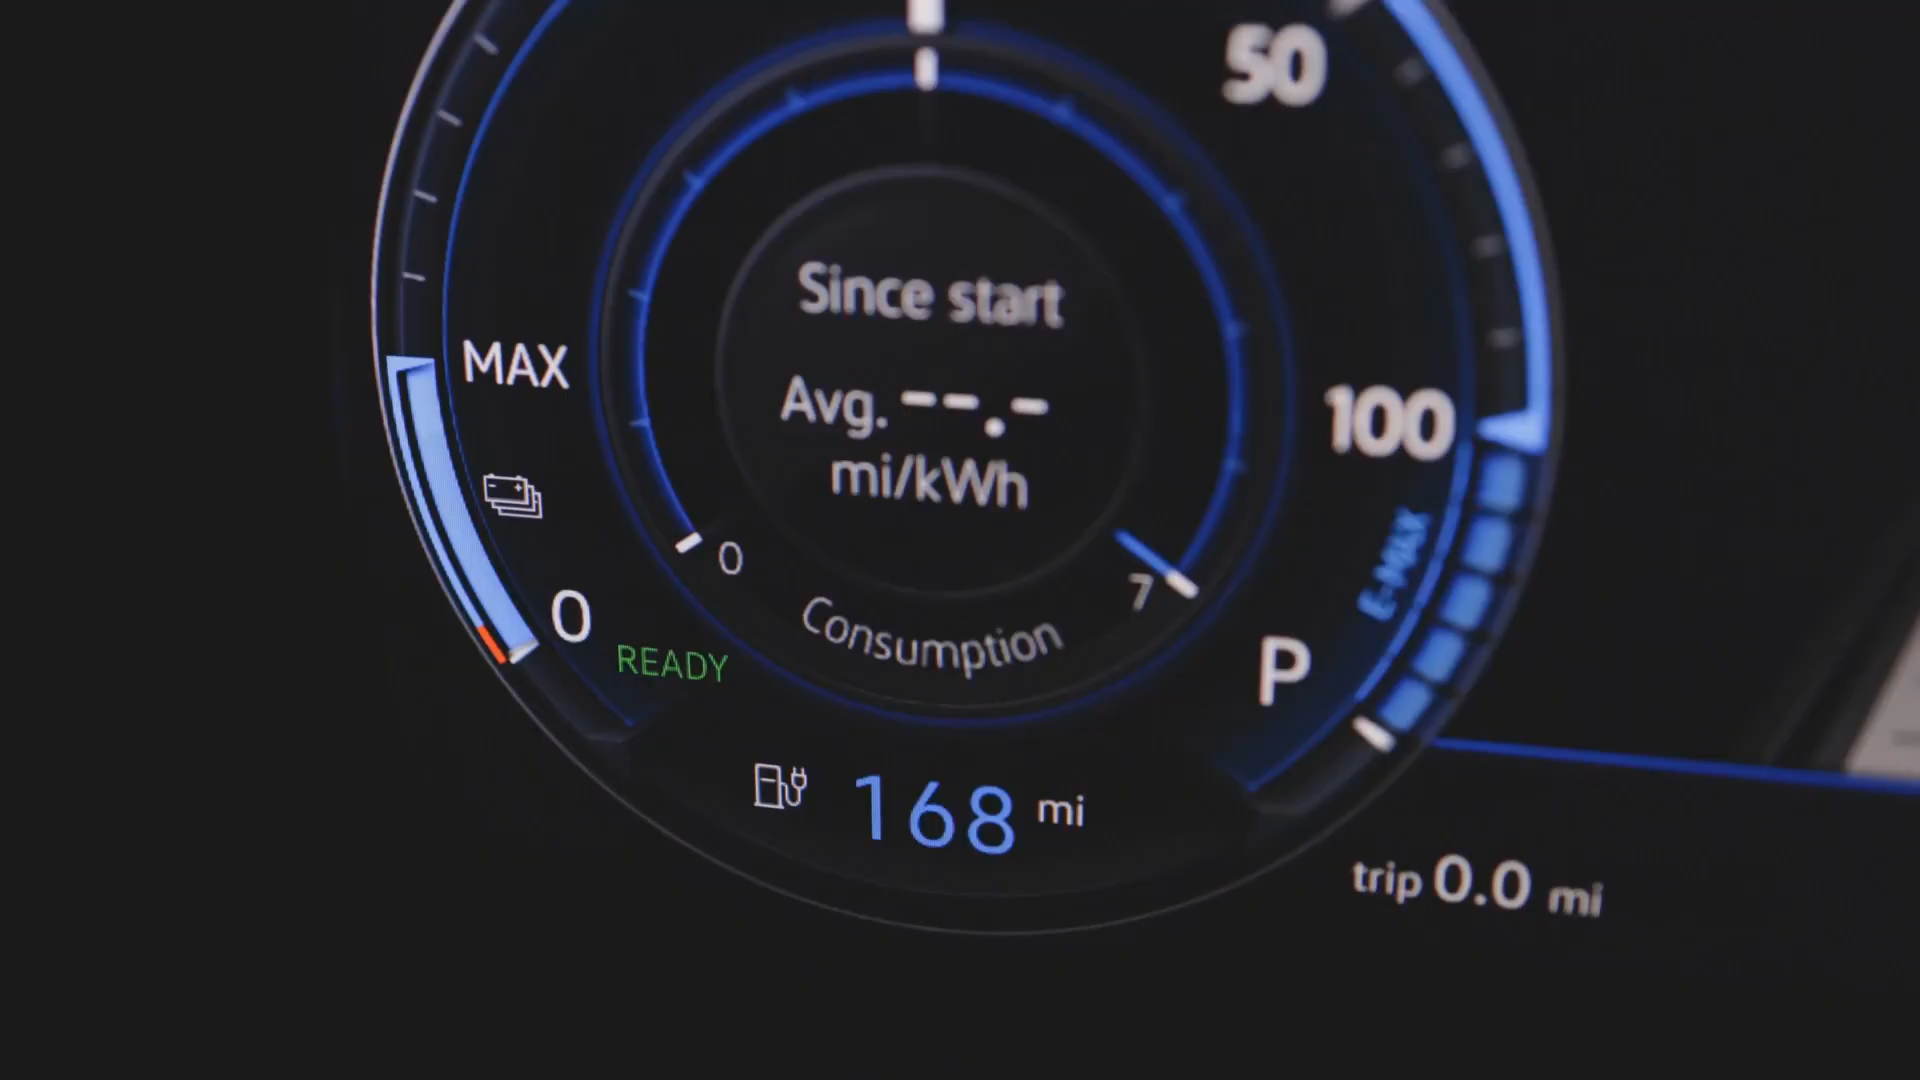 50
Since start
Avg. --.-
mi/kWh
MAX
100
0
7
E-MAX
Consumption
0
READY
P
168 mi
trip 0.0 mi